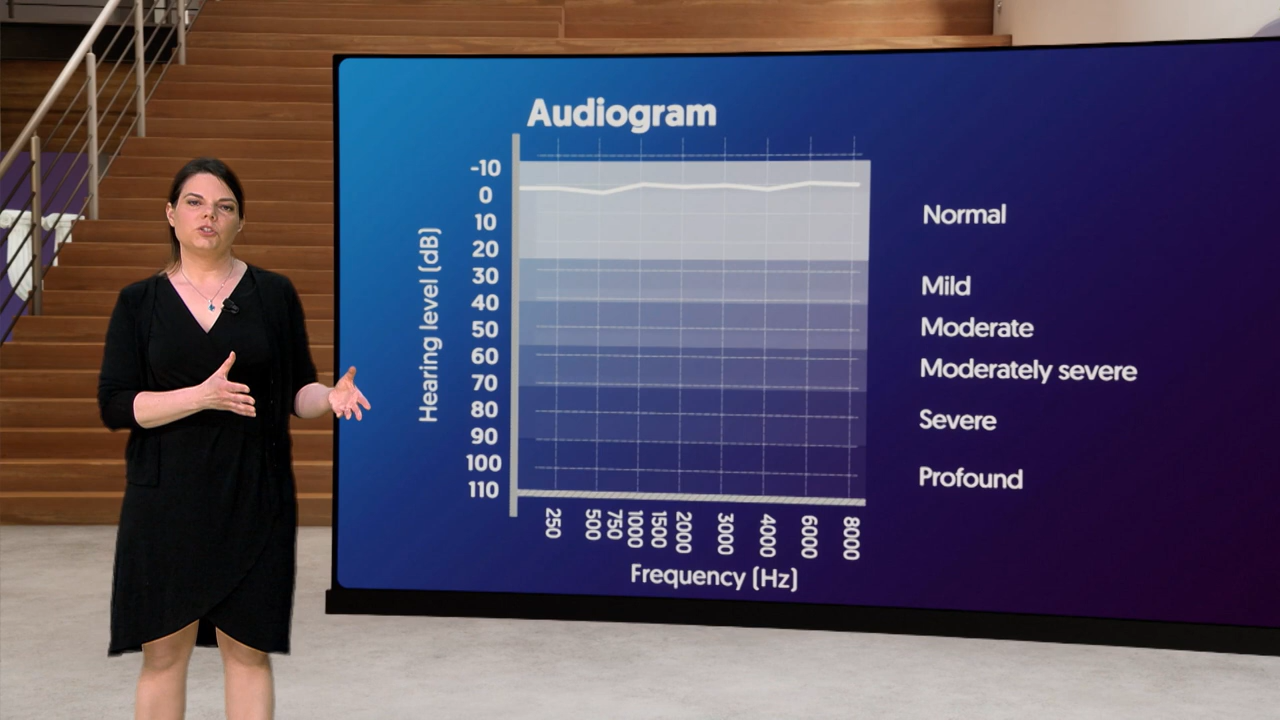 Audiogram
Hearing level (dB)
-10
0
10
20
30
40
50
60
70
80
90
100
110
250
500
750
1000
1500
2000
3000
4000
6000
8000
Frequency (Hz)
Normal
Mild
Moderate
Moderately severe
Severe
Profound